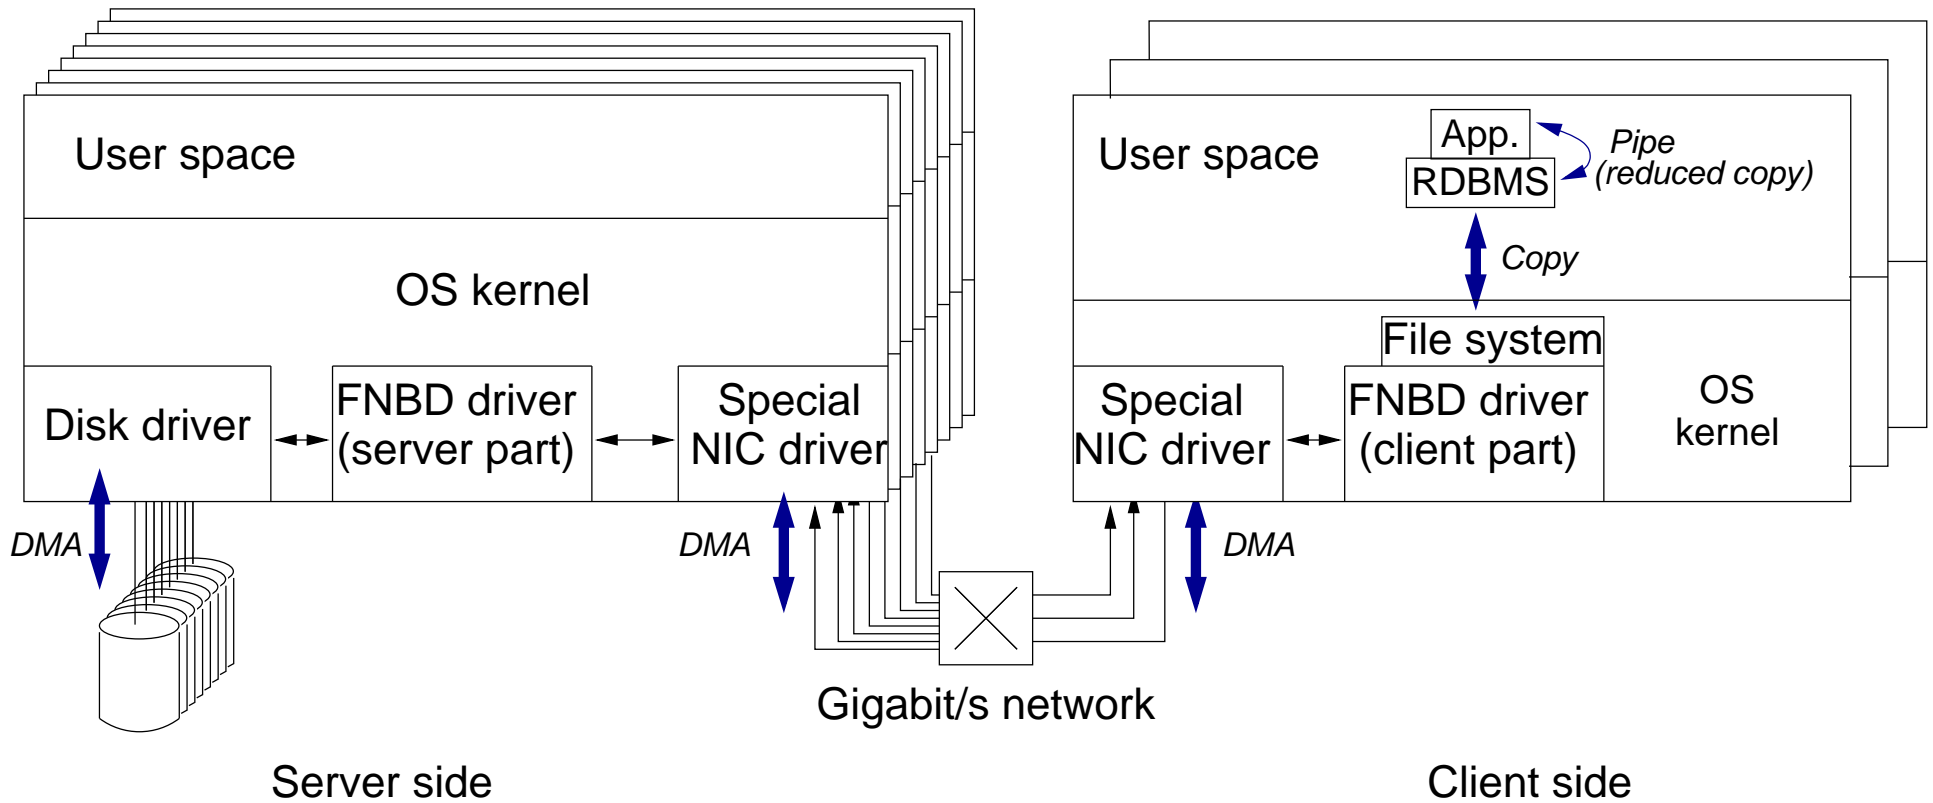 User space
OS kernel
Disk driver
FNBD driver
(server part)
Special
NIC driver
DMA
DMA
User space
App.
RDBMS
Pipe
(reduced copy)
Copy
File system
Special
NIC driver
FNBD driver
(client part)
OS
kernel
DMA
Gigabit/s network
Server side
Client side